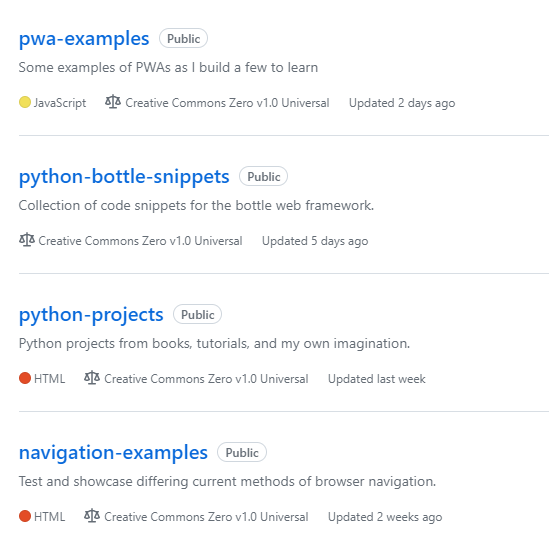 pwa-examples Public
Some examples of PWAs as I build a few to learn
JavaScript Creative Commons Zero v1.0 Universal Updated 2 days ago
python-bottle-snippets Public
Collection of code snippets for the bottle web framework.
Creative Commons Zero v1.0 Universal Updated 5 days ago
python-projects Public
Python projects from books, tutorials, and my own imagination.
HTML Creative Commons Zero v1.0 Universal Updated last week
navigation-examples Public
Test and showcase differing current methods of browser navigation.
HTML Creative Commons Zero v1.0 Universal Updated 2 weeks ago